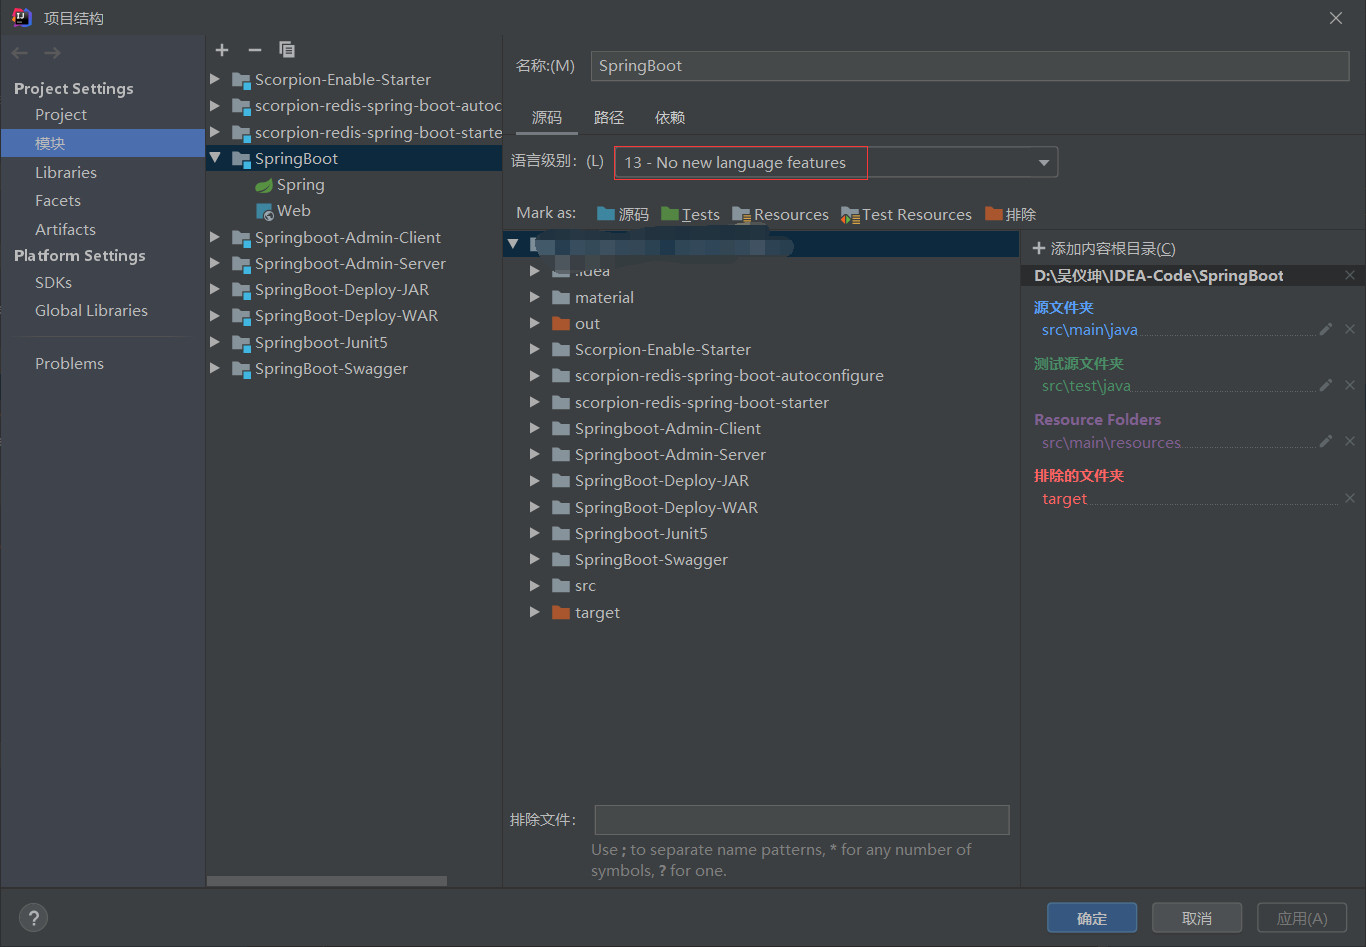 项目结构
Project Settings
Project
模块
Libraries
Facets
Artifacts
Platform Settings
SDKs
Global Libraries
Problems
Scorpion-Enable-Starter
scorpion-redis-spring-boot-autoc
scorpion-redis-spring-boot-starte
SpringBoot
Spring
Web
Springboot-Admin-Client
Springboot-Admin-Server
SpringBoot-Deploy-JAR
SpringBoot-Deploy-WAR
Springboot-Junit5
SpringBoot-Swagger
名称:(M) SpringBoot
源码 路径 依赖
语言级别：(L) 13 - No new language features
Mark as: 源码 Tests Resources Test Resources 排除
.idea
material
out
Scorpion-Enable-Starter
scorpion-redis-spring-boot-autoconfigure
scorpion-redis-spring-boot-starter
Springboot-Admin-Client
Springboot-Admin-Server
SpringBoot-Deploy-JAR
SpringBoot-Deploy-WAR
Springboot-Junit5
SpringBoot-Swagger
src
target
添加内容根目录(C)
D:\吴仪坤\IDEA-Code\SpringBoot
源文件夹
src\main\java
测试源文件夹
src\test\java
Resource Folders
src\main\resources
排除的文件夹
target
排除文件：
Use ; to separate name patterns, * for any number of
symbols, ? for one.
?
确定 取消 应用(A)